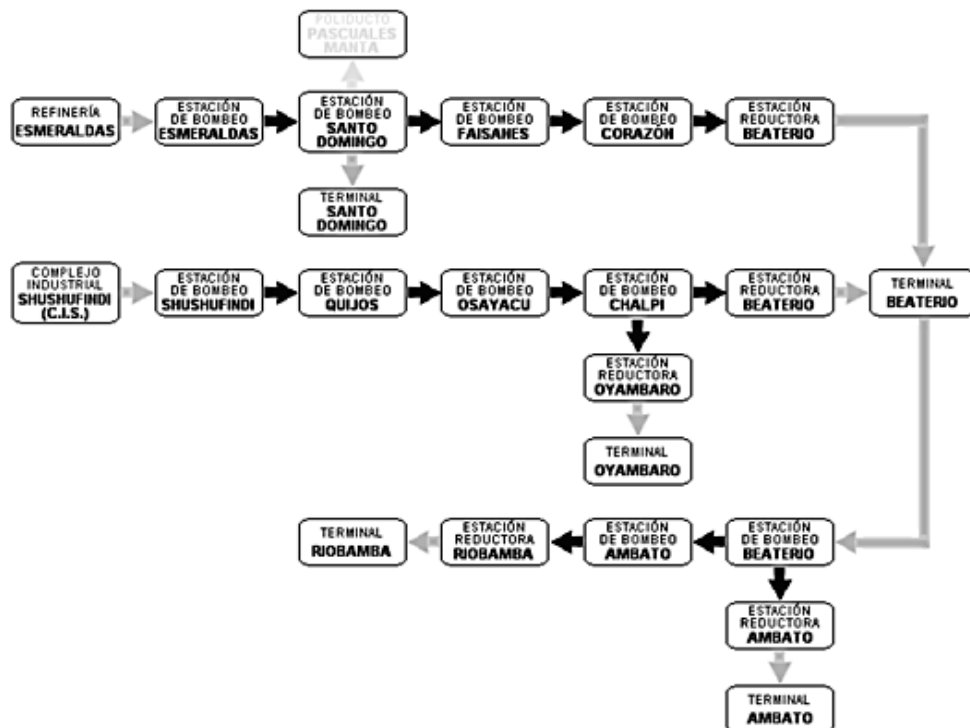 POLIDUCTO
PASCUALES
MANTA
REFINERÍA
ESMERALDAS
ESTACIÓN
DE BOMBEO
ESMERALDAS
ESTACIÓN
DE BOMBEO
SANTO
DOMINGO
ESTACIÓN
DE BOMBEO
FAISANES
ESTACIÓN
DE BOMBEO
CORAZÓN
ESTACIÓN
REDUCTORA
BEATERIO
TERMINAL
SANTO
DOMINGO
COMPLEJO
INDUSTRIAL
SHUSHUFINDI
(C.I.S.)
ESTACIÓN
DE BOMBEO
SHUSHUFINDI
ESTACIÓN
DE BOMBEO
QUIJOS
ESTACIÓN
DE BOMBEO
OSAYACU
ESTACIÓN
DE BOMBEO
CHALPI
ESTACIÓN
REDUCTORA
BEATERIO
TERMINAL
BEATERIO
ESTACIÓN
REDUCTORA
OYAMBARO
TERMINAL
OYAMBARO
TERMINAL
RIOBAMBA
ESTACIÓN
REDUCTORA
RIOBAMBA
ESTACIÓN
DE BOMBEO
AMBATO
ESTACIÓN
DE BOMBEO
BEATERIO
ESTACIÓN
REDUCTORA
AMBATO
TERMINAL
AMBATO